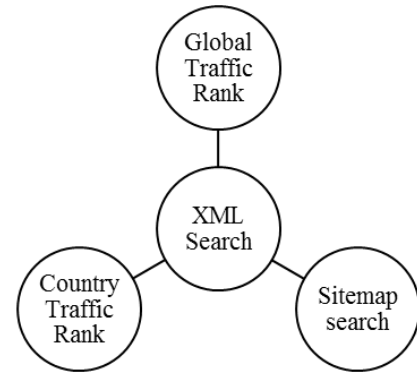 Global
Traffic
Rank
XML
Search
Country
Traffic
Rank
Sitemap
search